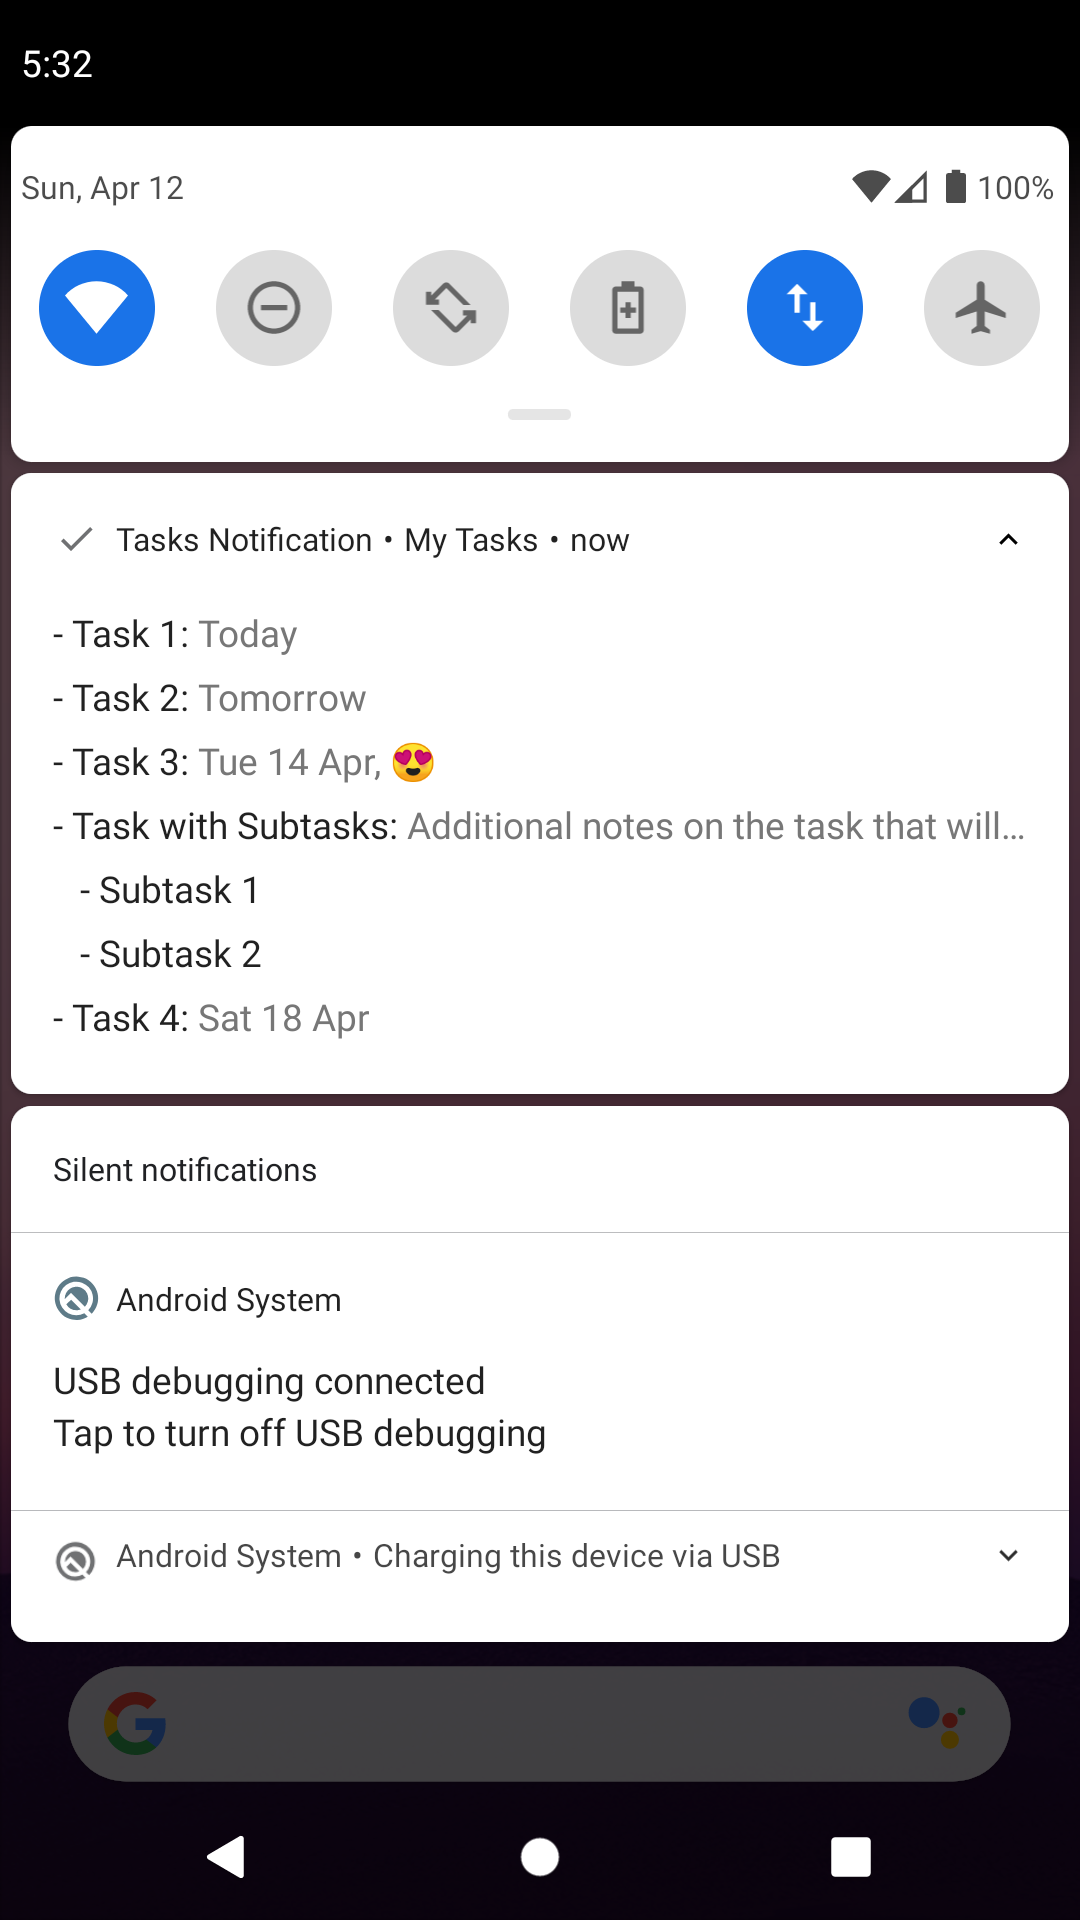 5:32
Sun, Apr 12
100%
Tasks Notification • My Tasks • now
- Task 1: Today
- Task 2: Tomorrow
- Task 3: Tue 14 Apr, 😍
- Task with Subtasks: Additional notes on the task that will…
- Subtask 1
- Subtask 2
- Task 4: Sat 18 Apr
Silent notifications
Android System
USB debugging connected
Tap to turn off USB debugging
Android System • Charging this device via USB